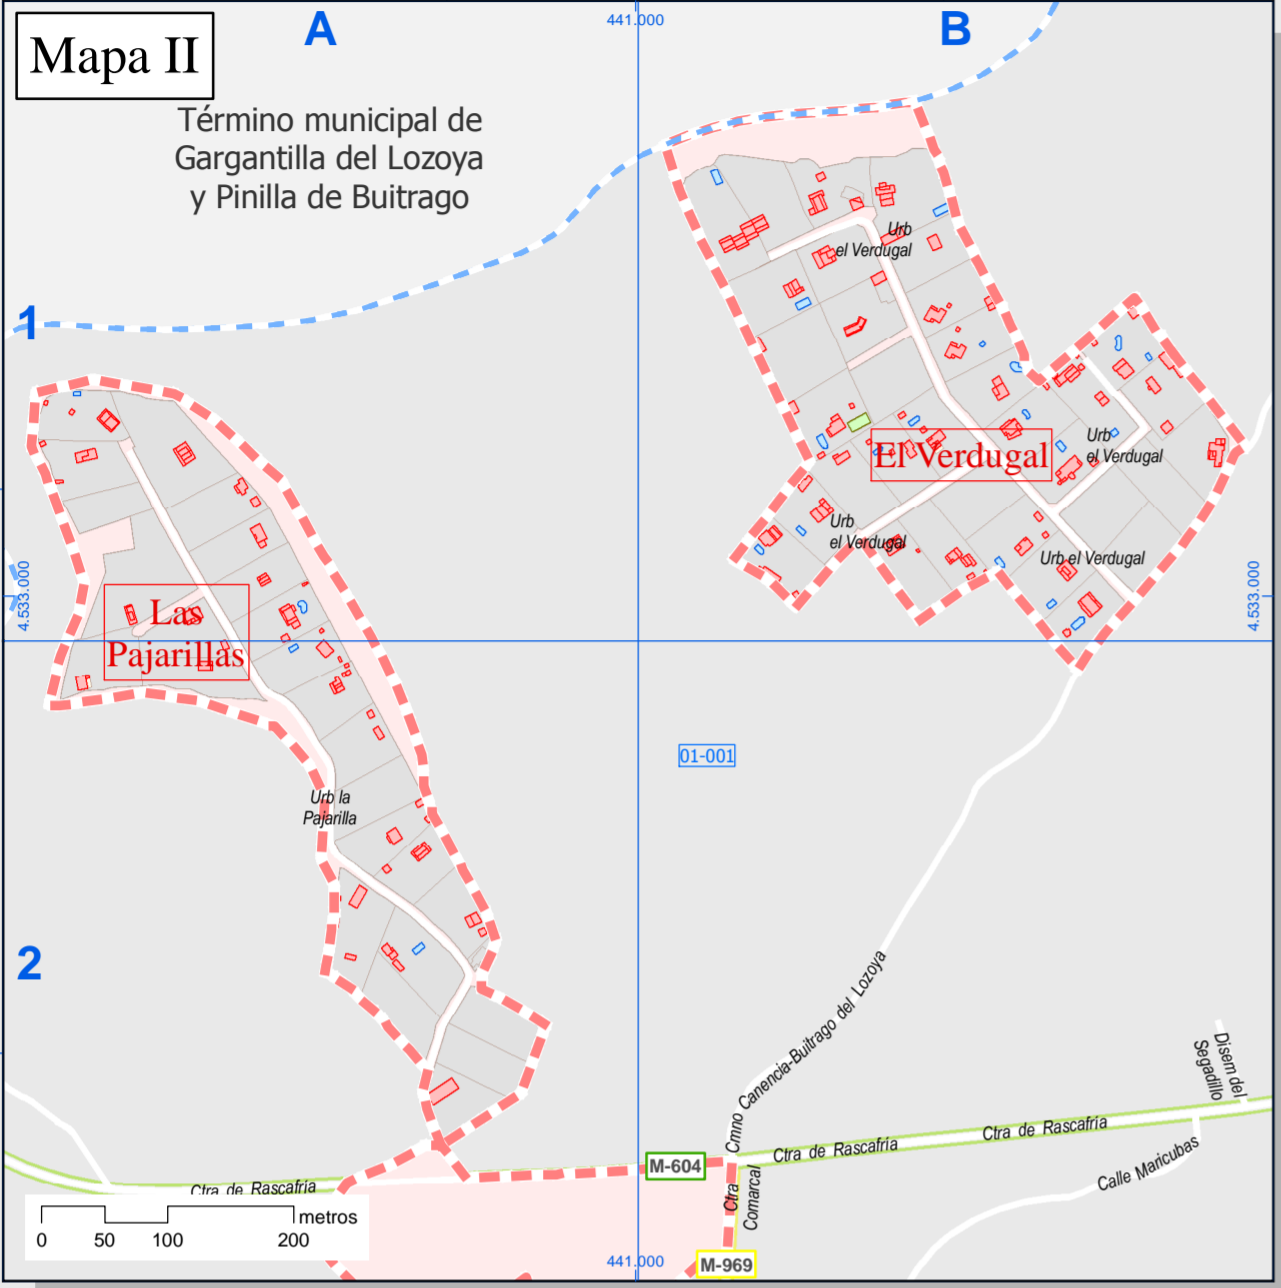 A
441.000
B
Mapa II
Término municipal de
Gargantilla del Lozoya
y Pinilla de Buitrago
Urb
el Verdugal
1
El Verdugal
Urb
el Verdugal
Urb
el Verdugal
Urb el Verdugal
4.533.000
4.533.000
Las
Pajarillas
01-001
Urb la
Pajarilla
2
Cmno Canencia-Buitrago del Lozoya
Disem del
Segadillo
Ctra de Rascafria
Ctra de Rascafria
M-604
Calle Maricubas
Ctra
Comarcal
Ctra de Rascafria
metros
0 50 100 200
441.000
M-969